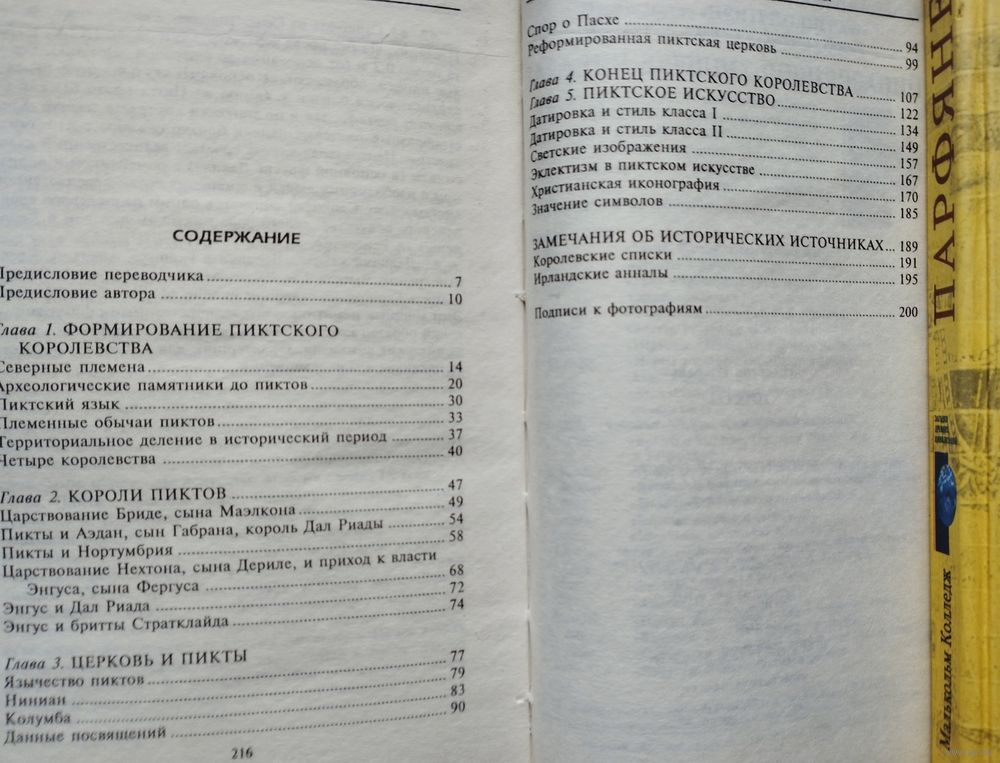 СОДЕРЖАНИЕ
Предисловие переводчика 7
Предисловие автора 10
Глава 1. ФОРМИРОВАНИЕ ПИКТСКОГО
КОРОЛЕВСТВА
Северные племена 14
Археологические памятники до пиктов 20
Пиктский язык 30
Племенные обычаи пиктов 33
Территориальное деление в исторический период 37
Четыре королевства 40
Глава 2. КОРОЛИ ПИКТОВ 47
Царствование Бриде, сына Маэлкона 49
Пикты и Аэдан, сын Габрана, король Дал Риады 54
Пикты и Нортумбрия 58
Царствование Нехтона, сына Дериле, и приход к власти
Энгуса, сына Фергуса 68
Энгус и Дал Риада 72
Энгус и бритты Стратклайда 74
Глава 3. ЦЕРКОВЬ И ПИКТЫ 77
Язычество пиктов 79
Ниниан 83
Колумба 90
Данные посвящений
216
Спор о Пасхе 94
Реформированная пиктская церковь 99
Глава 4. КОНЕЦ ПИКТСКОГО КОРОЛЕВСТВА 107
Глава 5. ПИКТСКОЕ ИСКУССТВО 122
Датировка и стиль класса I 134
Датировка и стиль класса II 149
Светские изображения 157
Эклектизм в пиктском искусстве 167
Христианская иконография 170
Значение символов 185
ЗАМЕЧАНИЯ ОБ ИСТОРИЧЕСКИХ ИСТОЧНИКАХ... 189
Королевские списки 191
Ирландские анналы 195
Подписи к фотографиям 200
Малькольм Колледж
ПАРФЯНЕ